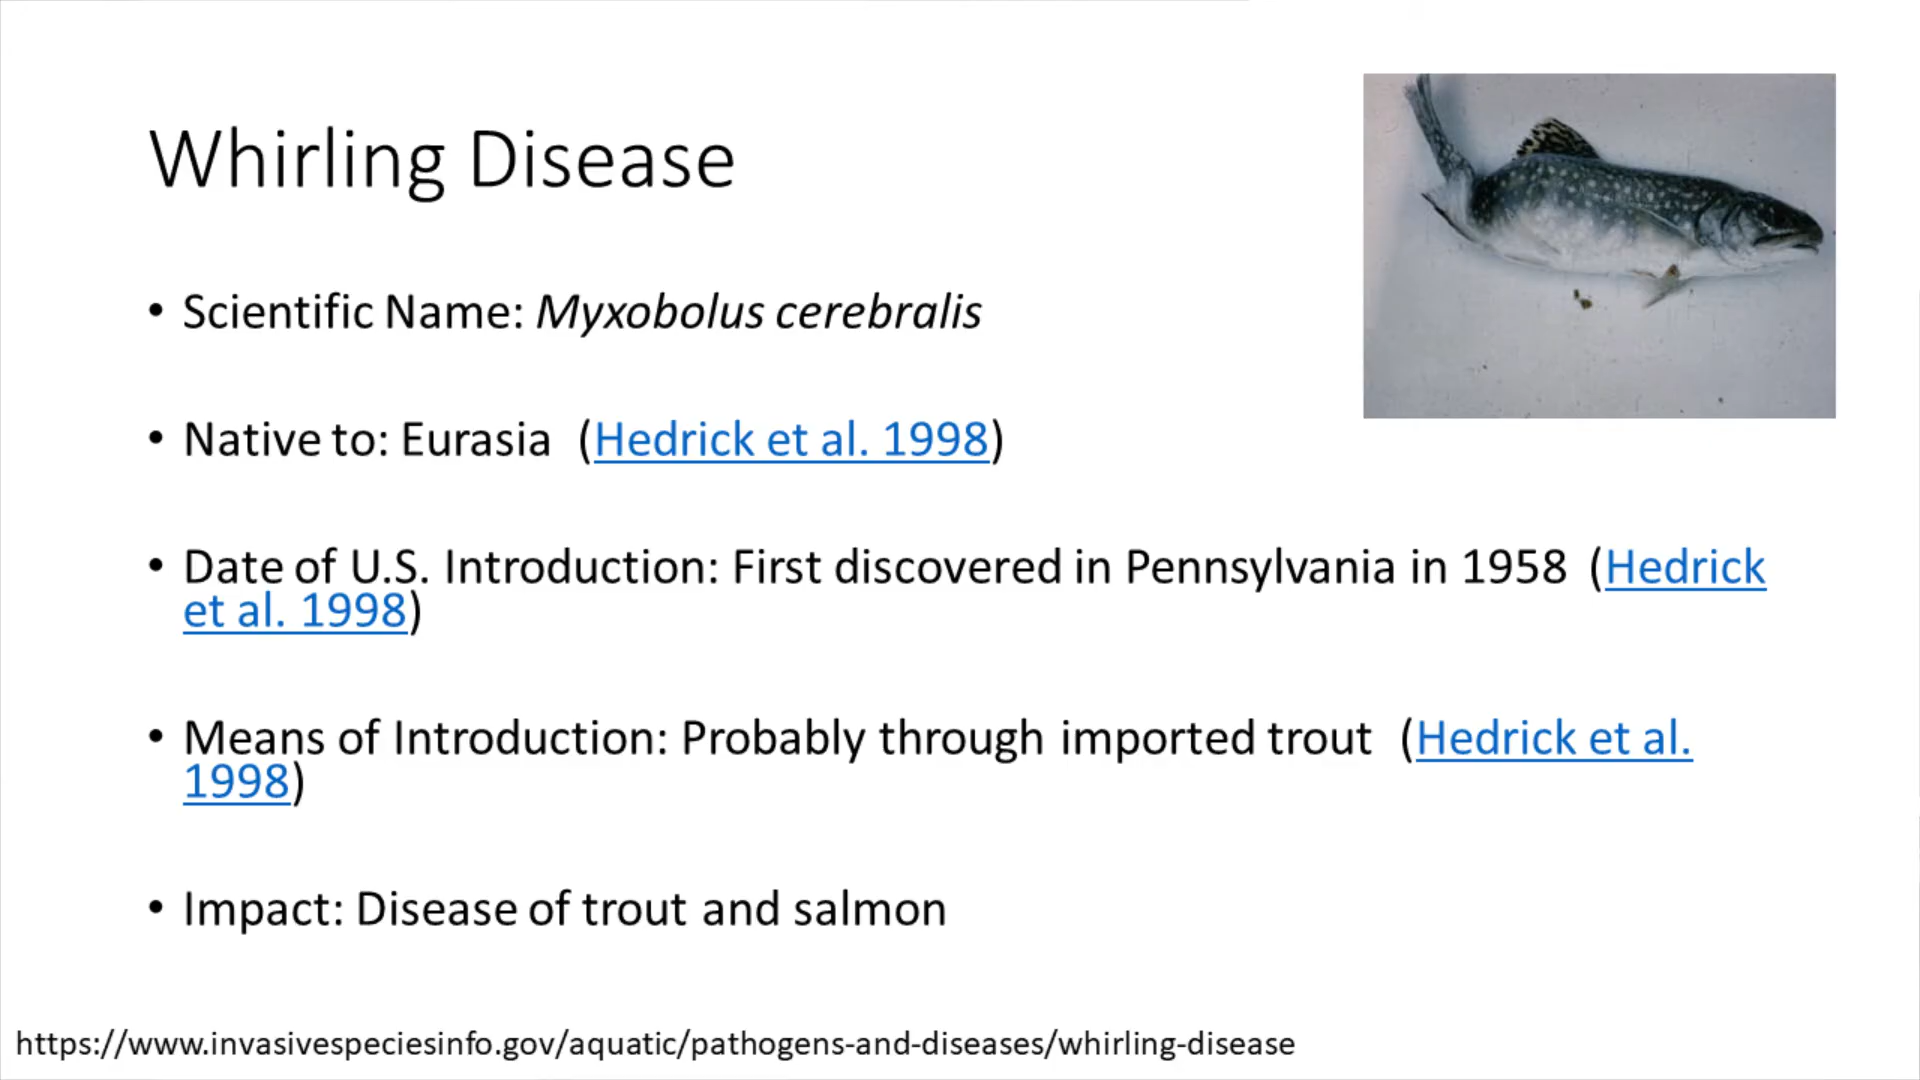 Whirling Disease
• Scientific Name: Myxobolus cerebralis
• Native to: Eurasia (Hedrick et al. 1998)
• Date of U.S. Introduction: First discovered in Pennsylvania in 1958 (Hedrick
et al. 1998)
• Means of Introduction: Probably through imported trout (Hedrick et al.
1998)
• Impact: Disease of trout and salmon
https://www.invasivespeciesinfo.gov/aquatic/pathogens-and-diseases/whirling-disease